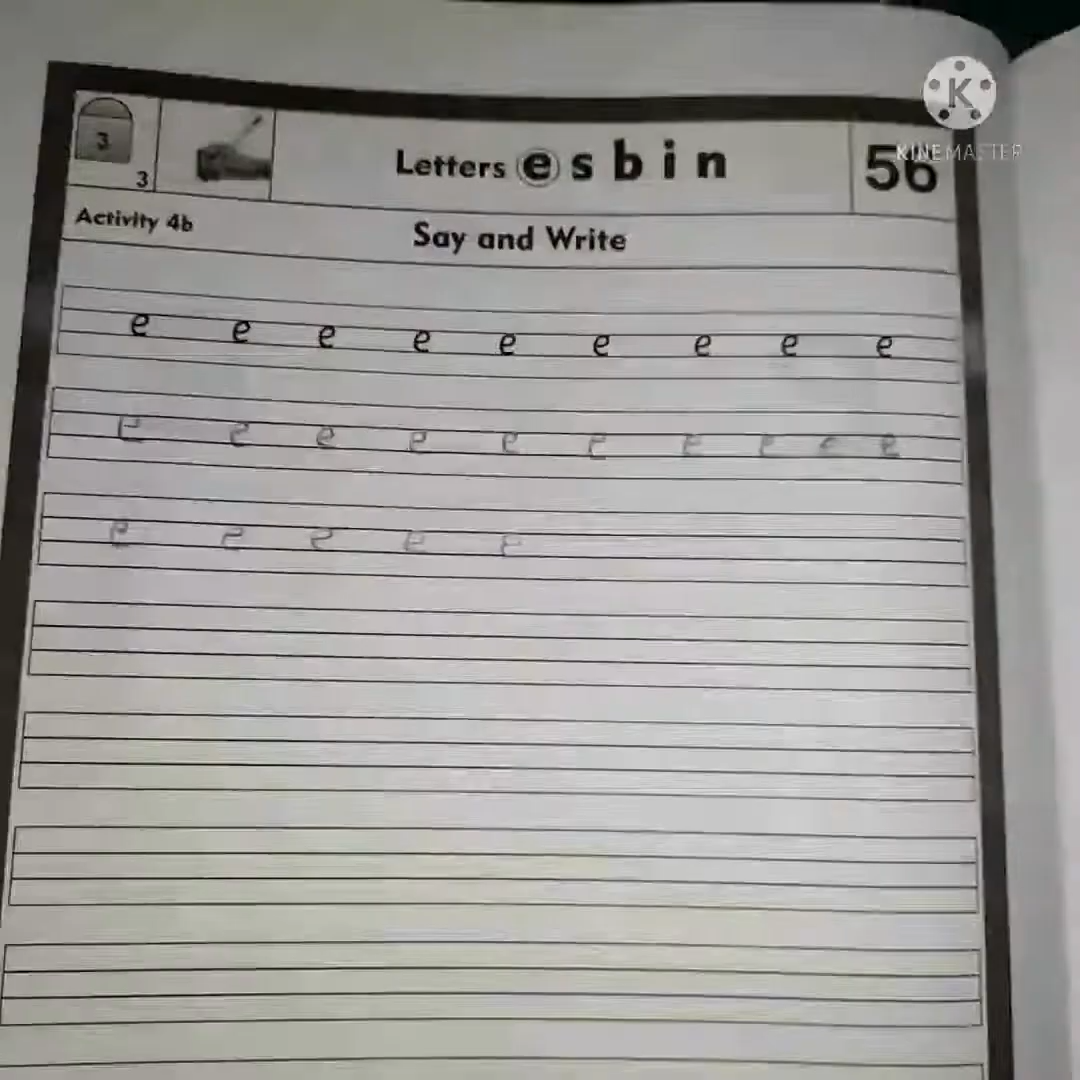 KINEMASTER
3
3
Letters e s b i n
56
Activity 4b
Say and Write
e e e e e e e e e
e e e e e e e e e e
e e e e e